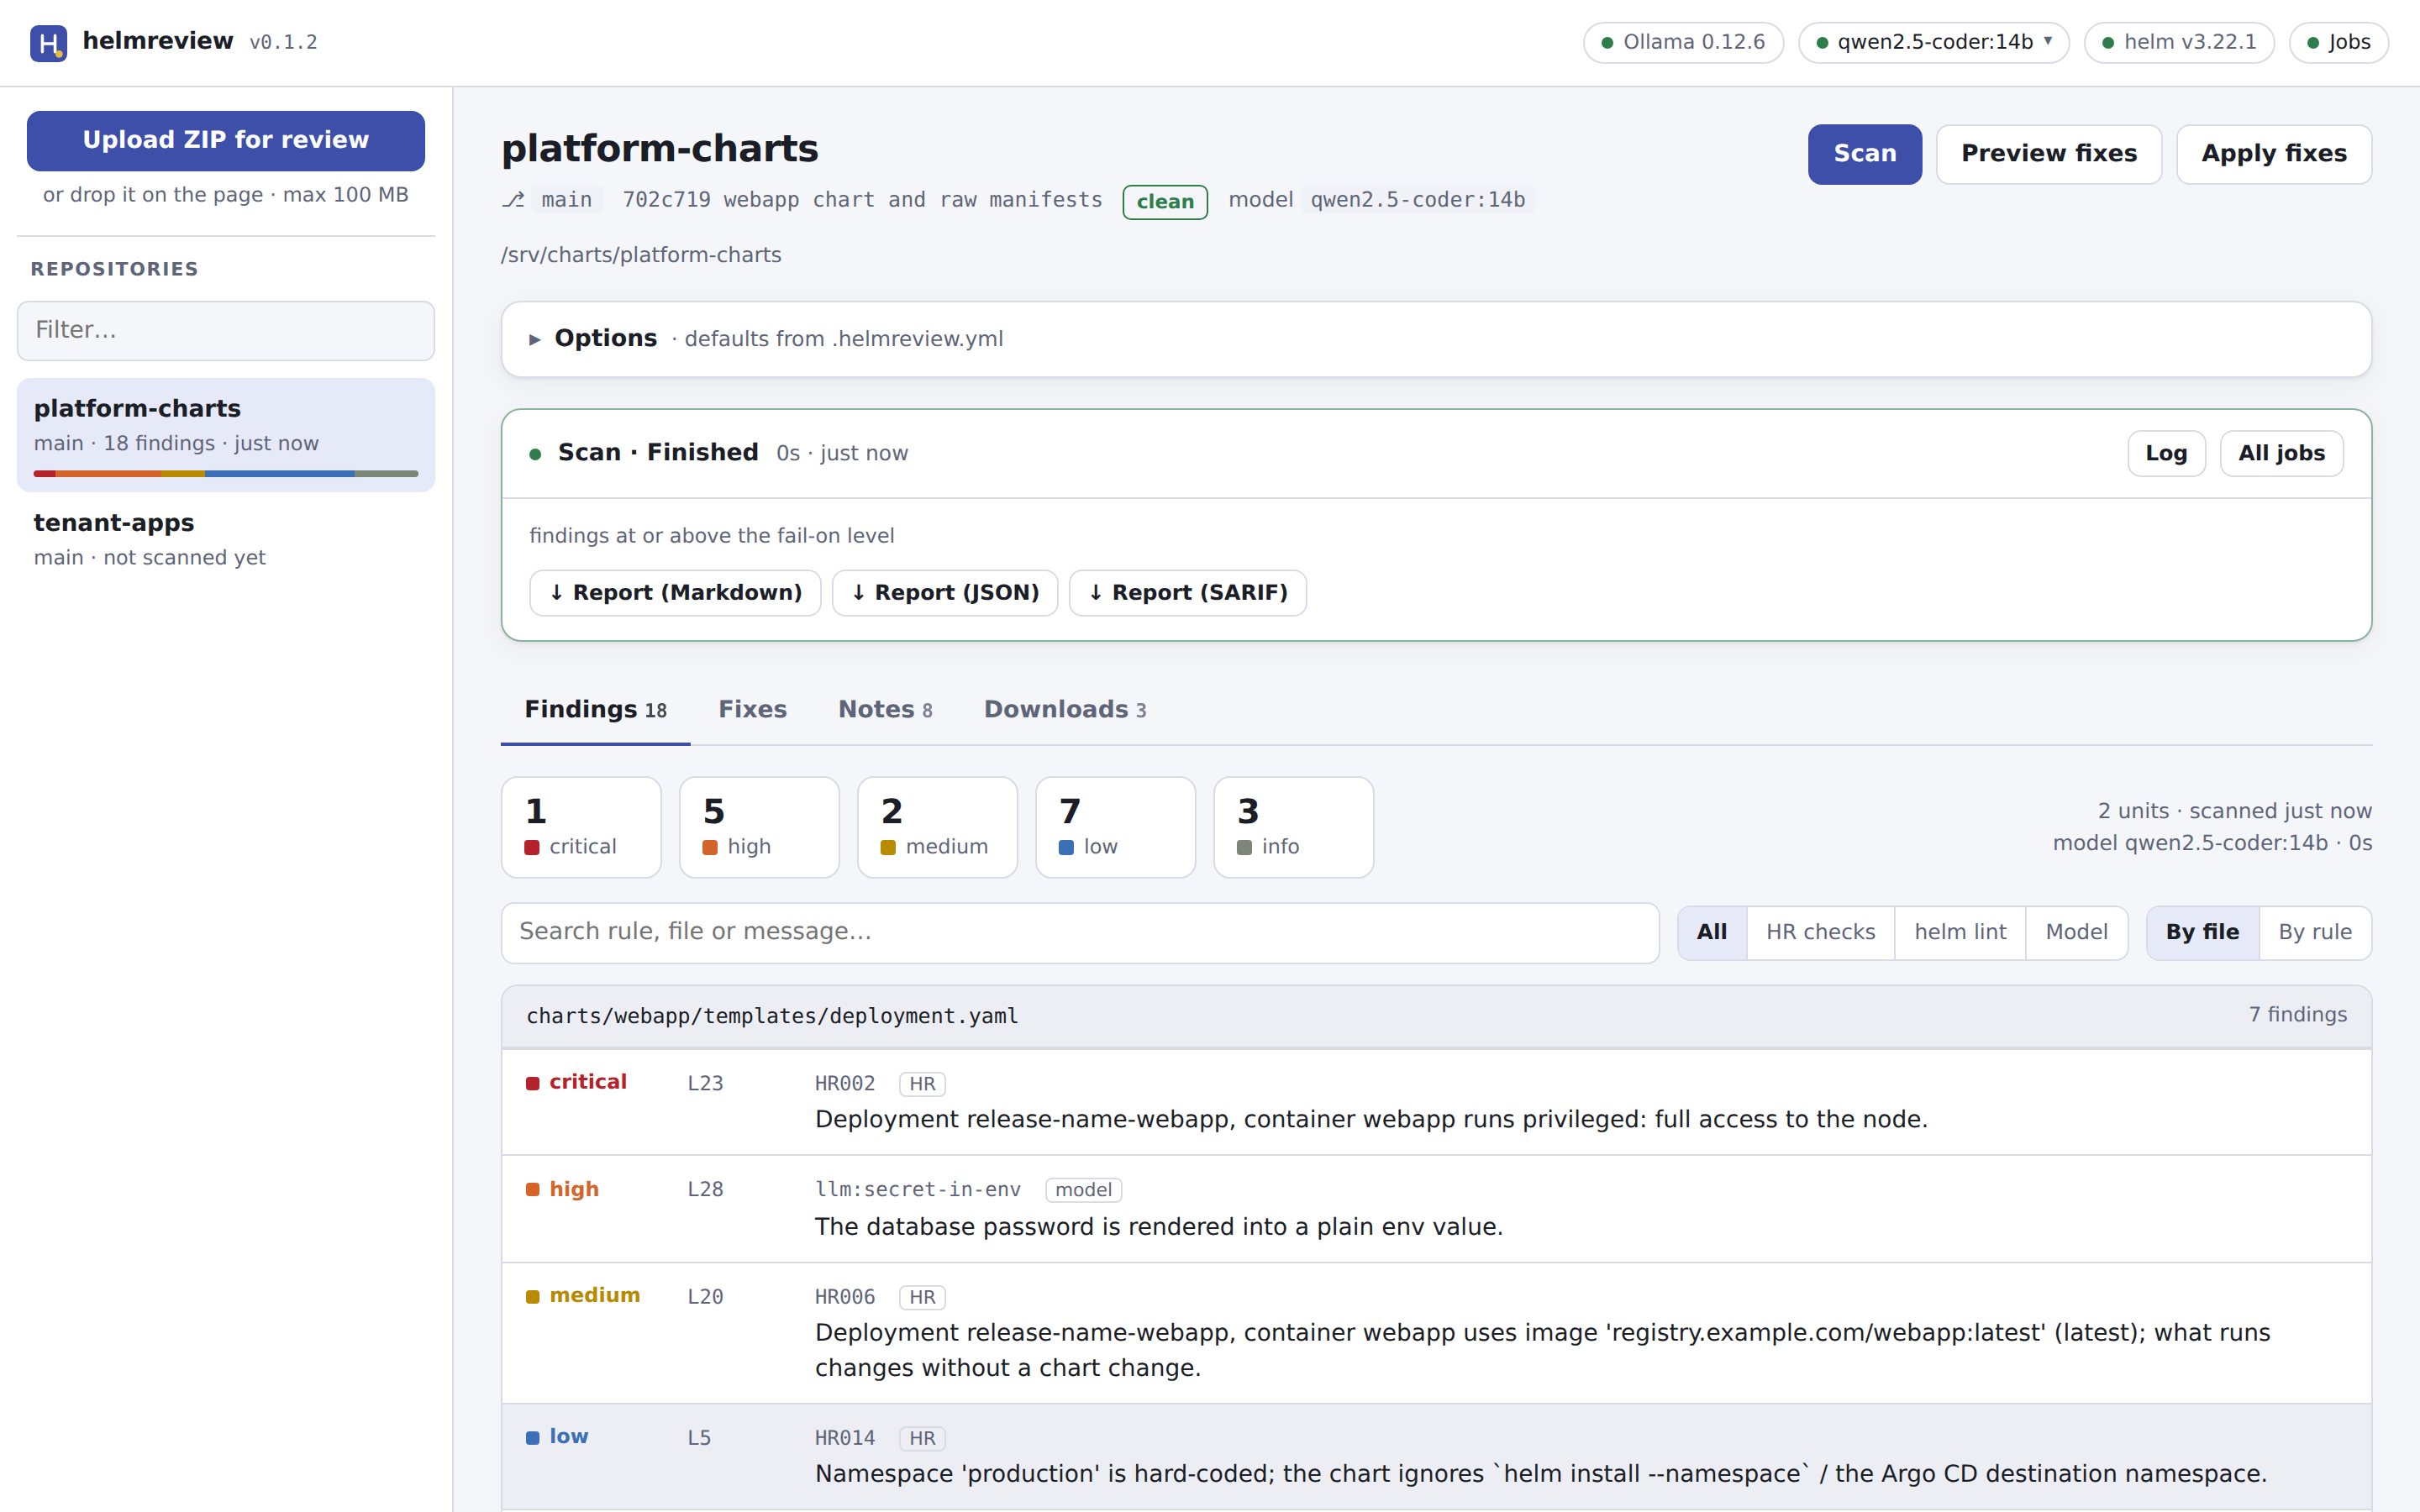 helmreview v0.1.2
Ollama 0.12.6
qwen2.5-coder:14b ▾
helm v3.22.1
Jobs
Upload ZIP for review
or drop it on the page · max 100 MB
REPOSITORIES
Filter…
platform-charts
main · 18 findings · just now
tenant-apps
main · not scanned yet
platform-charts
Scan
Preview fixes
Apply fixes
⎇ main 702c719 webapp chart and raw manifests clean model qwen2.5-coder:14b
/srv/charts/platform-charts
▸ Options · defaults from .helmreview.yml
Scan · Finished 0s · just now
Log
All jobs
findings at or above the fail-on level
↓ Report (Markdown)
↓ Report (JSON)
↓ Report (SARIF)
Findings 18
Fixes
Notes 8
Downloads 3
1
critical
5
high
2
medium
7
low
3
info
2 units · scanned just now
model qwen2.5-coder:14b · 0s
Search rule, file or message…
All
HR checks
helm lint
Model
By file
By rule
charts/webapp/templates/deployment.yaml 7 findings
critical L23 HR002 HR
Deployment release-name-webapp, container webapp runs privileged: full access to the node.
high L28 llm:secret-in-env model
The database password is rendered into a plain env value.
medium L20 HR006 HR
Deployment release-name-webapp, container webapp uses image 'registry.example.com/webapp:latest' (latest); what runs
changes without a chart change.
low L5 HR014 HR
Namespace 'production' is hard-coded; the chart ignores `helm install --namespace` / the Argo CD destination namespace.